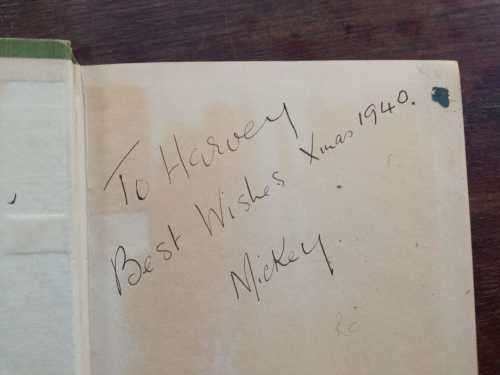 To Harvey
Best Wishes Xmas 1940.
Mickey.